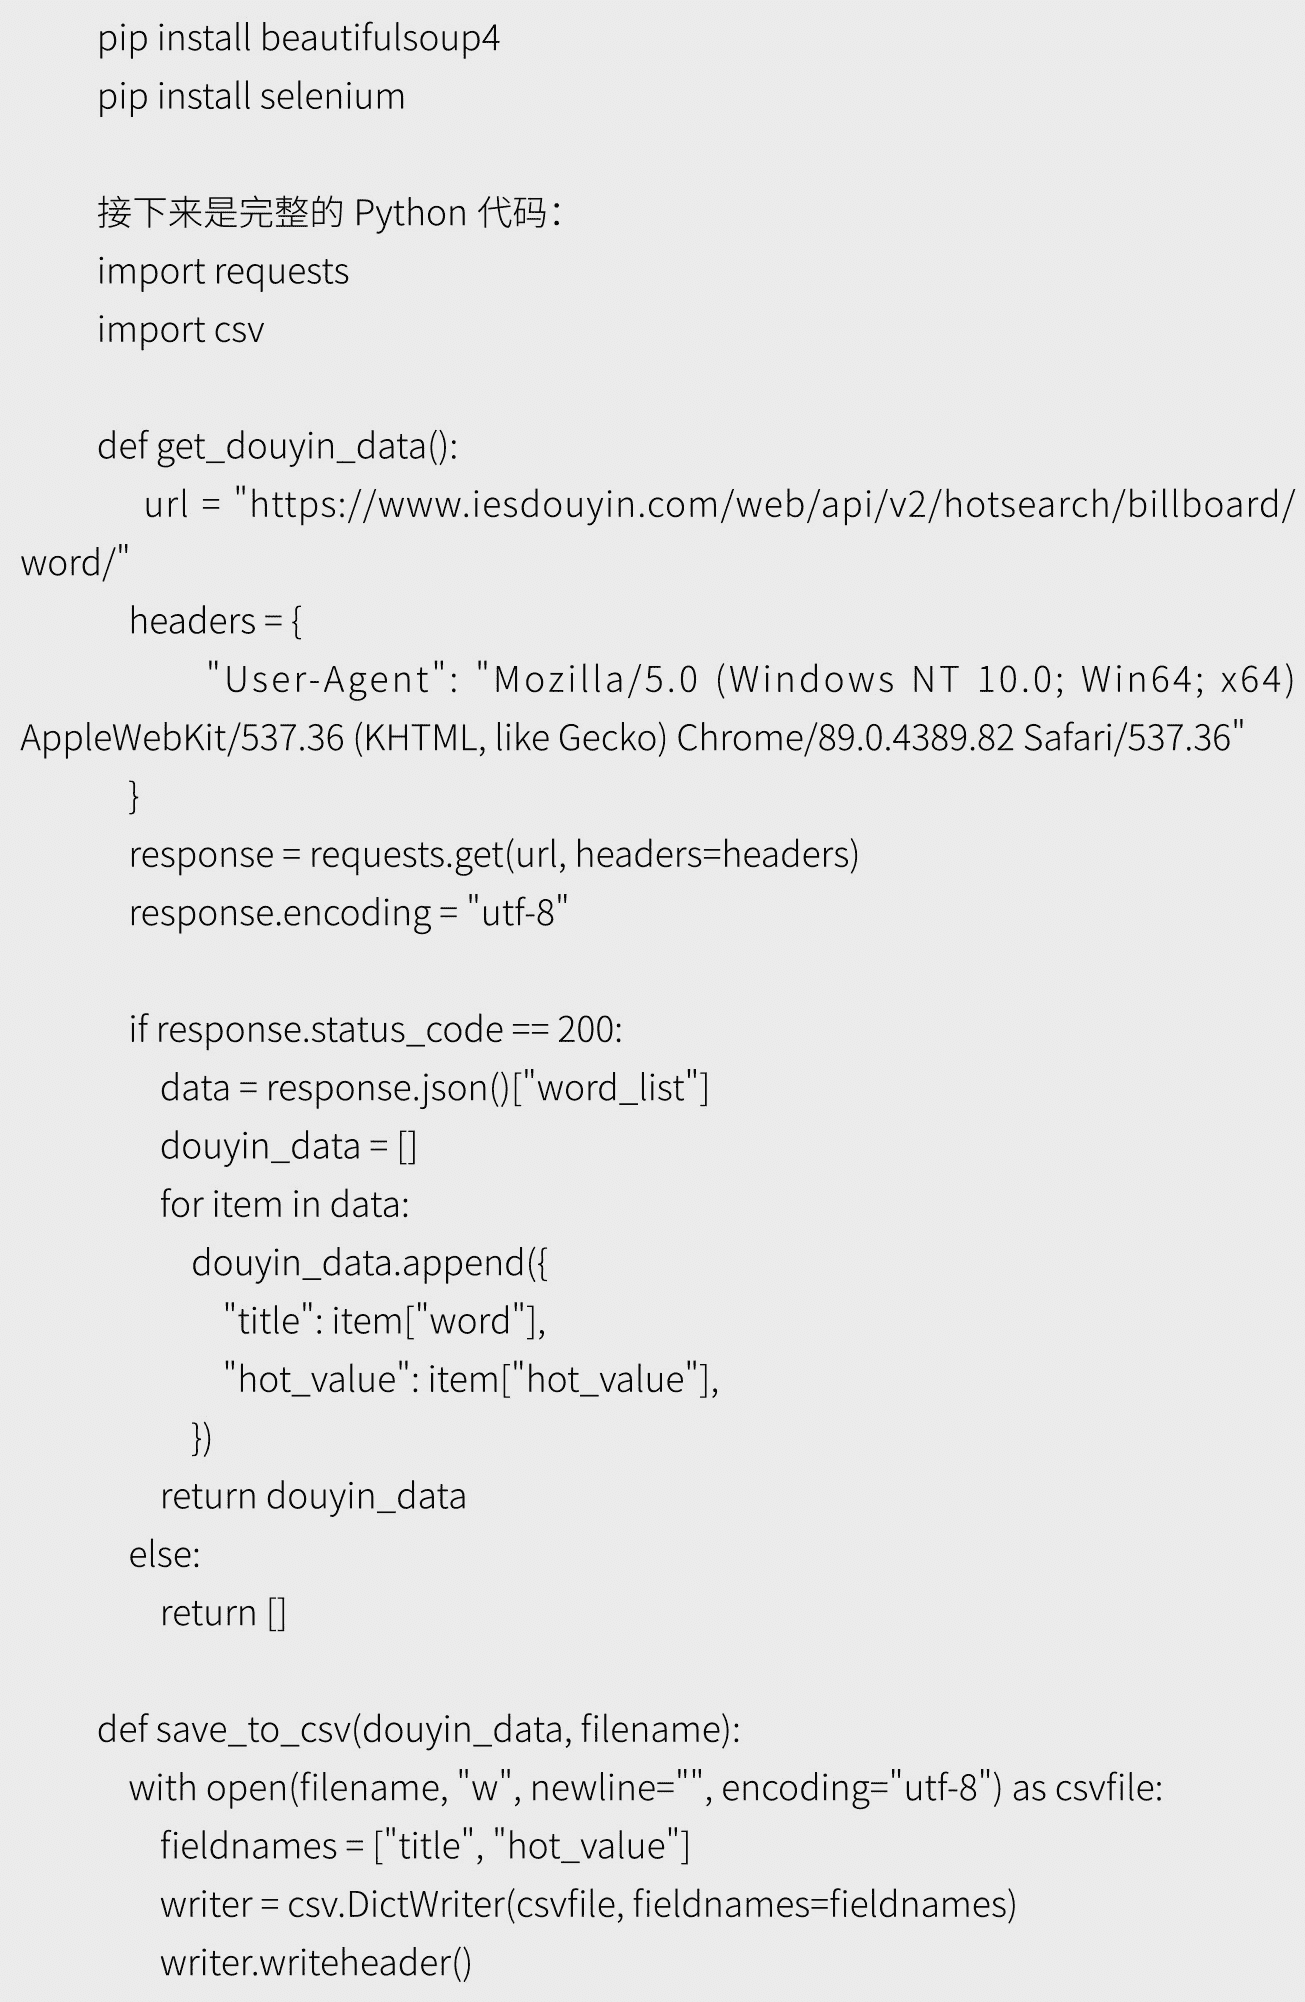 pip install beautifulsoup4
pip install selenium
接下来是完整的 Python 代码：
import requests
import csv
def get_douyin_data():
url = "https://www.iesdouyin.com/web/api/v2/hotsearch/billboard/
word/"
headers = {
"User-Agent": "Mozilla/5.0 (Windows NT 10.0; Win64; x64)
AppleWebKit/537.36 (KHTML, like Gecko) Chrome/89.0.4389.82 Safari/537.36"
}
response = requests.get(url, headers=headers)
response.encoding = "utf-8"
if response.status_code == 200:
data = response.json()["word_list"]
douyin_data = []
for item in data:
douyin_data.append({
"title": item["word"],
"hot_value": item["hot_value"],
})
return douyin_data
else:
return []
def save_to_csv(douyin_data, filename):
with open(filename, "w", newline="", encoding="utf-8") as csvfile:
fieldnames = ["title", "hot_value"]
writer = csv.DictWriter(csvfile, fieldnames=fieldnames)
writer.writeheader()